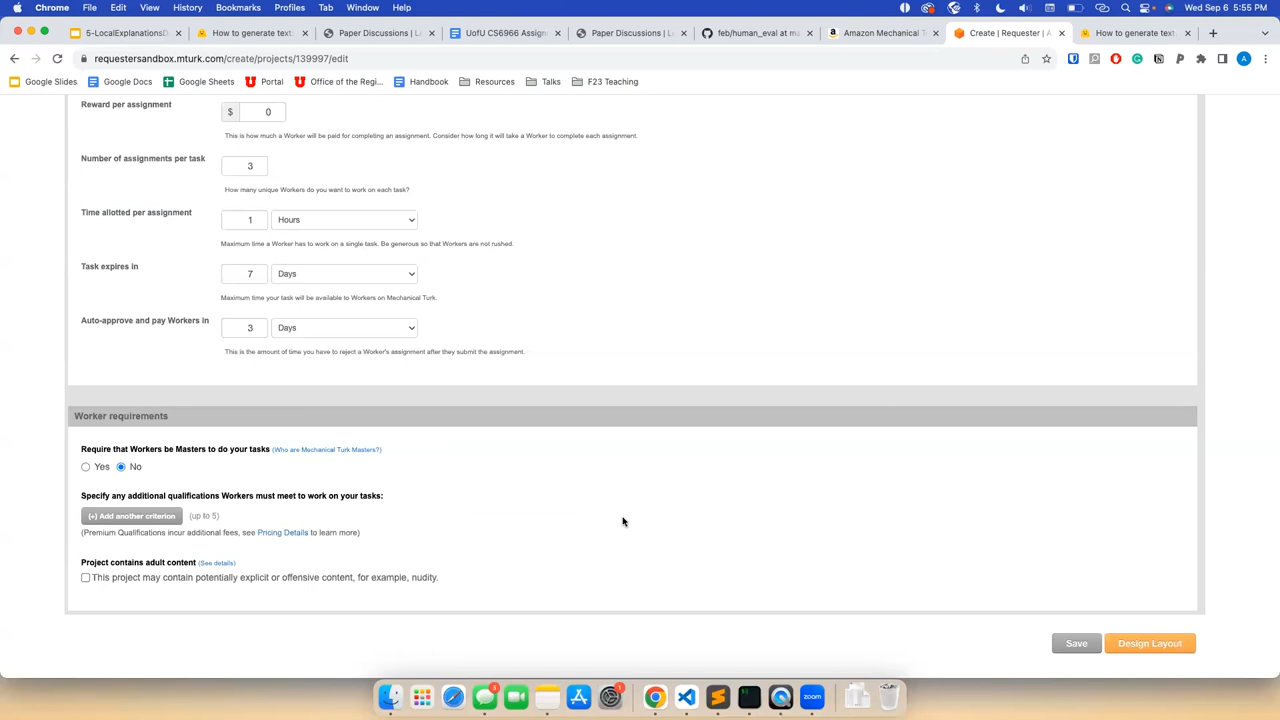 Chrome File Edit View History Bookmarks Profiles Tab Window Help
5-LocalExplanationsD
How to generate text
Paper Discussions | L
UofU CS6966 Assignm
Paper Discussions | L
feb/human_eval at ma
Amazon Mechanical T
Create | Requester | A
How to generate text
requestersandbox.mturk.com/create/projects/139997/edit
Google Slides Google Docs Google Sheets Portal Office of the Regi... Handbook Resources Talks F23 Teaching
Reward per assignment $ 0
This is how much a Worker will be paid for completing an assignment. Consider how long it will take a Worker to complete each assignment.
Number of assignments per task 3
How many unique Workers do you want to work on each task?
Time allotted per assignment 1 Hours
Maximum time a Worker has to work on a single task. Be generous so that Workers are not rushed.
Task expires in 7 Days
Maximum time your task will be available to Workers on Mechanical Turk.
Auto-approve and pay Workers in 3 Days
This is the amount of time you have to reject a Worker's assignment after they submit the assignment.
Worker requirements
Require that Workers be Masters to do your tasks (Who are Mechanical Turk Masters?)
Yes No
Specify any additional qualifications Workers must meet to work on your tasks:
(+) Add another criterion (up to 5)
(Premium Qualifications incur additional fees, see Pricing Details to learn more)
Project contains adult content (See details)
This project may contain potentially explicit or offensive content, for example, nudity.
Save Design Layout
zoom